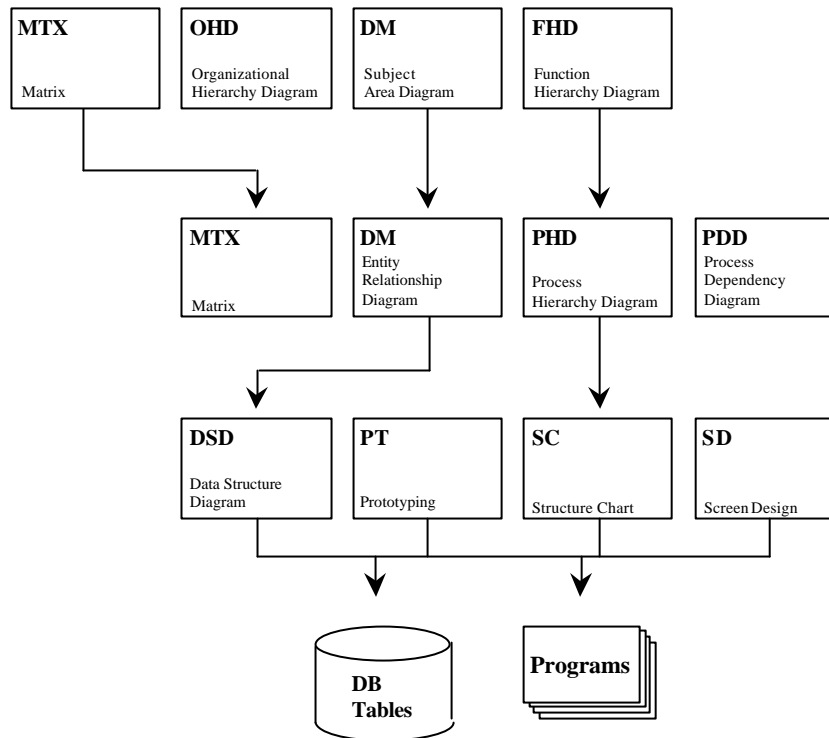 MTX
Matrix
OHD
Organizational
Hierarchy Diagram
DM
Subject
Area Diagram
FHD
Function
Hierarchy Diagram
MTX
Matrix
DM
Entity
Relationship
Diagram
PHD
Process
Hierarchy Diagram
PDD
Process
Dependency
Diagram
DSD
Data Structure
Diagram
PT
Prototyping
SC
Structure Chart
SD
Screen Design
DB
Tables
Programs